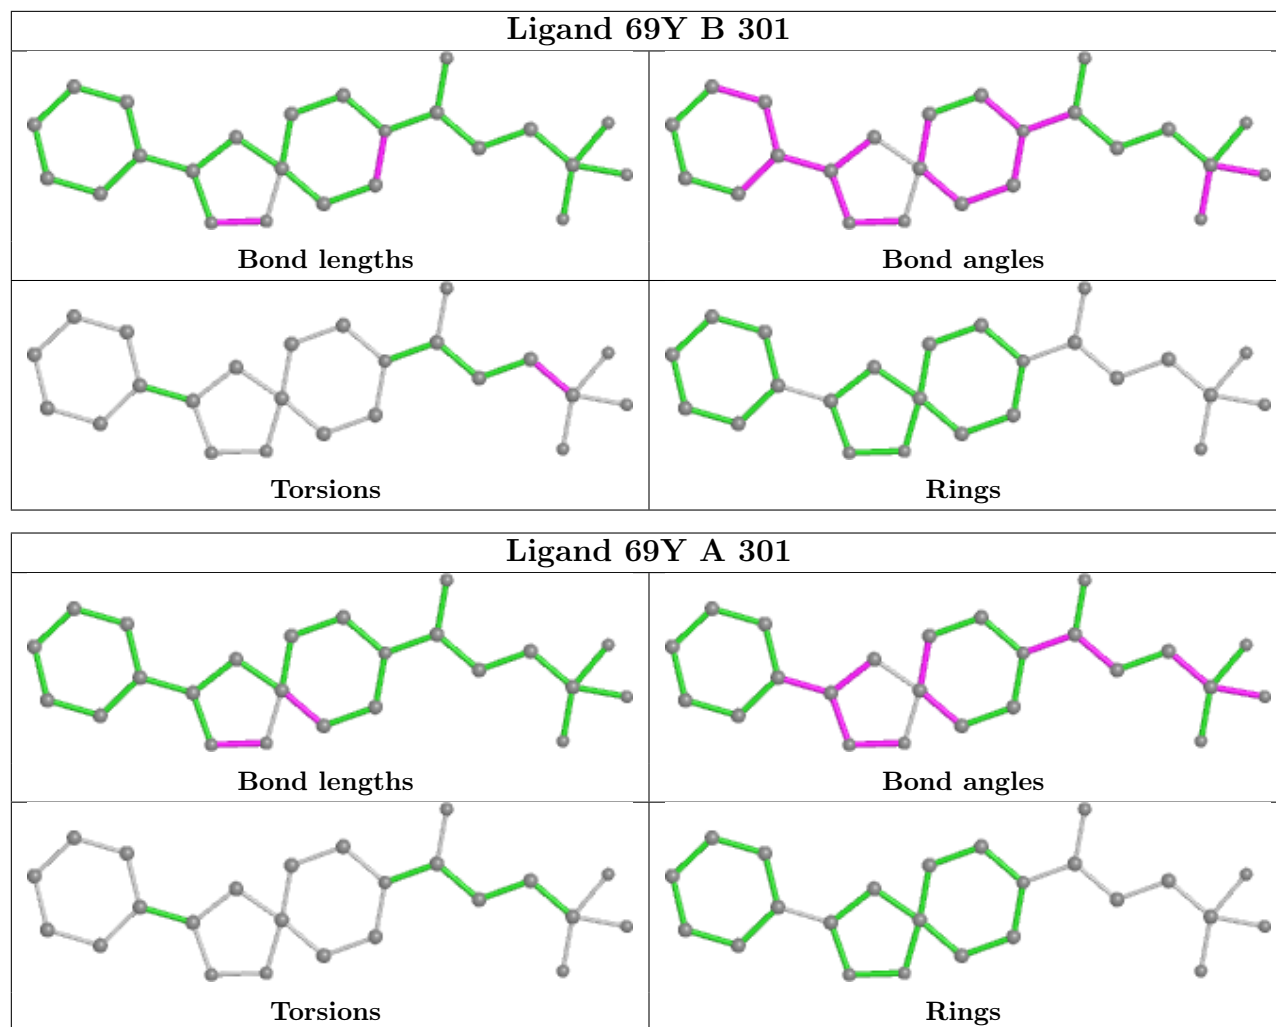 Ligand 69Y B 301
Bond lengths
Bond angles
Torsions
Rings
Ligand 69Y A 301
Bond lengths
Bond angles
Torsions
Rings